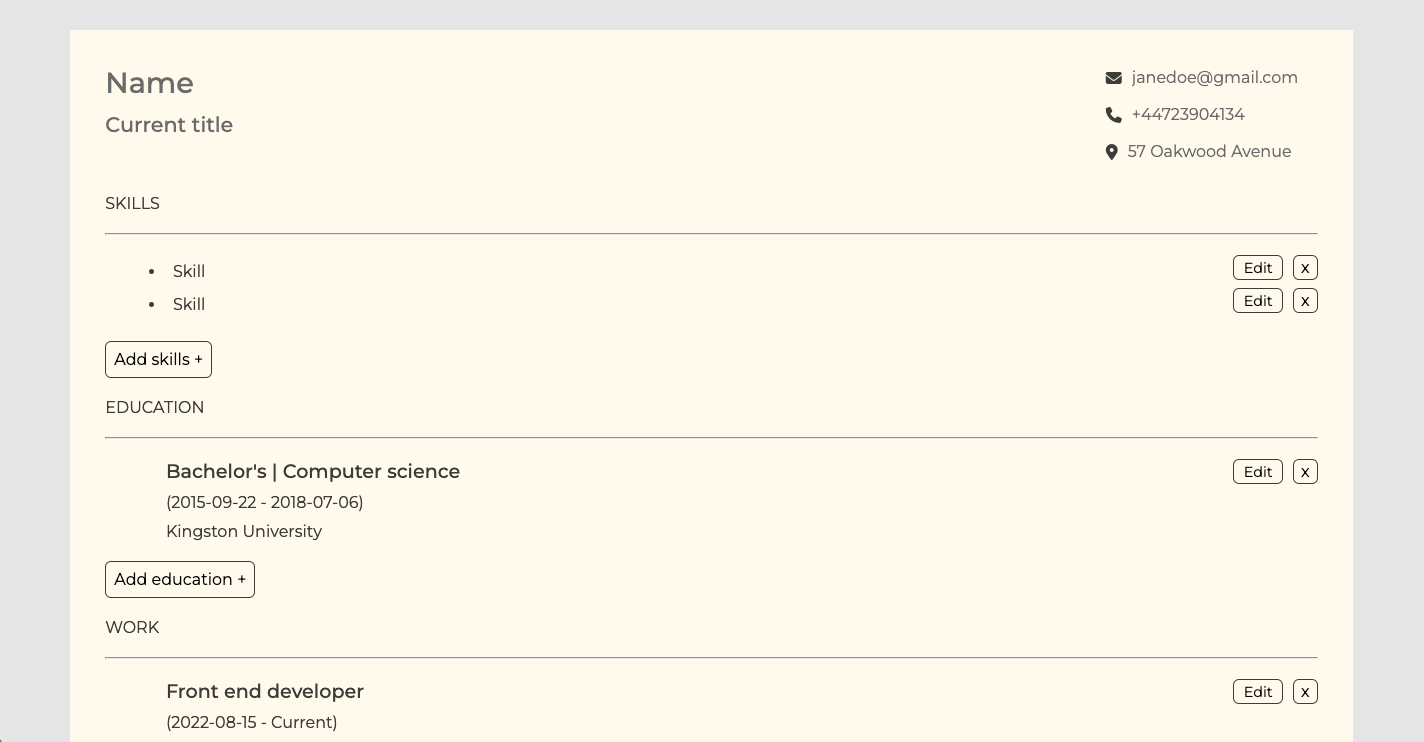 Name
Current title
janedoe@gmail.com
+44723904134
57 Oakwood Avenue
SKILLS
• Skill Edit x
• Skill Edit x
Add skills +
EDUCATION
Bachelor's | Computer science Edit x
(2015-09-22 - 2018-07-06)
Kingston University
Add education +
WORK
Front end developer Edit x
(2022-08-15 - Current)